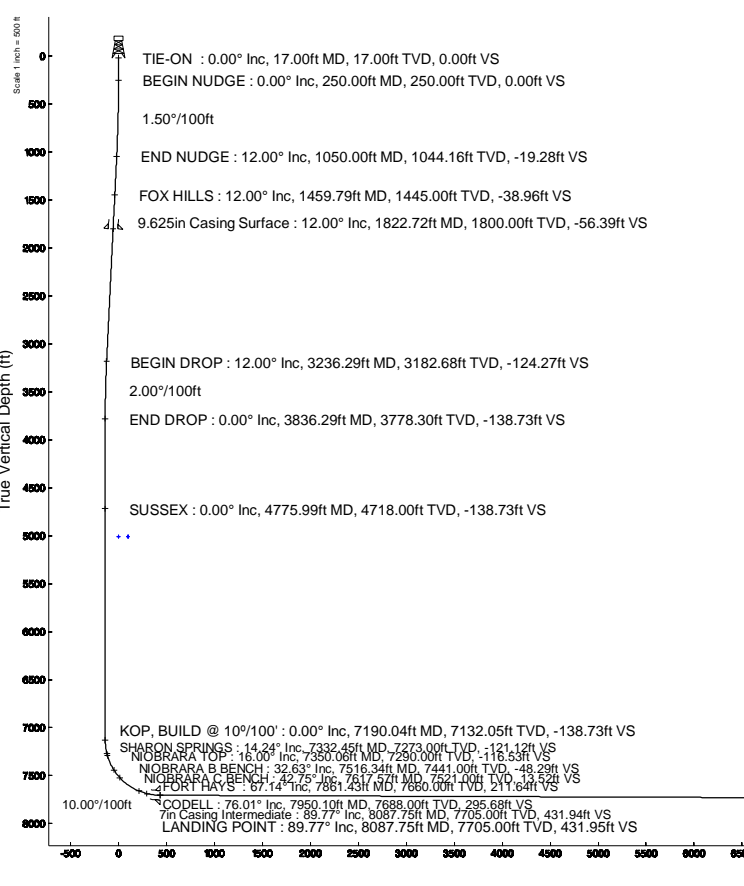 Scale 1 inch = 500 ft
True Vertical Depth (ft)
0
500
1000
1500
2000
2500
3000
3500
4000
4500
5000
5500
6000
6500
7000
7500
8000
TIE-ON : 0.00° Inc, 17.00ft MD, 17.00ft TVD, 0.00ft VS
BEGIN NUDGE : 0.00° Inc, 250.00ft MD, 250.00ft TVD, 0.00ft VS
1.50°/100ft
END NUDGE : 12.00° Inc, 1050.00ft MD, 1044.16ft TVD, -19.28ft VS
FOX HILLS : 12.00° Inc, 1459.79ft MD, 1445.00ft TVD, -38.96ft VS
9.625in Casing Surface : 12.00° Inc, 1822.72ft MD, 1800.00ft TVD, -56.39ft VS
BEGIN DROP : 12.00° Inc, 3236.29ft MD, 3182.68ft TVD, -124.27ft VS
2.00°/100ft
END DROP : 0.00° Inc, 3836.29ft MD, 3778.30ft TVD, -138.73ft VS
SUSSEX : 0.00° Inc, 4775.99ft MD, 4718.00ft TVD, -138.73ft VS
KOP, BUILD @ 10º/100' : 0.00° Inc, 7190.04ft MD, 7132.05ft TVD, -138.73ft VS
SHARON SPRINGS : 14.24° Inc, 7332.45ft MD, 7273.00ft TVD, -121.12ft VS
NIOBRARA TOP : 16.00° Inc, 7350.06ft MD, 7290.00ft TVD, -116.53ft VS
NIOBRARA B BENCH : 32.63° Inc, 7516.34ft MD, 7441.00ft TVD, -48.29ft VS
NIOBRARA C BENCH : 42.75° Inc, 7617.57ft MD, 7521.00ft TVD, 13.52ft VS
FORT HAYS : 67.14° Inc, 7861.43ft MD, 7660.00ft TVD, 211.64ft VS
10.00°/100ft
CODELL : 76.01° Inc, 7950.10ft MD, 7688.00ft TVD, 295.68ft VS
7in Casing Intermediate : 89.77° Inc, 8087.75ft MD, 7705.00ft TVD, 431.94ft VS
LANDING POINT : 89.77° Inc, 8087.75ft MD, 7705.00ft TVD, 431.95ft VS
-500 0 500 1000 1500 2000 2500 3000 3500 4000 4500 5000 5500 6000